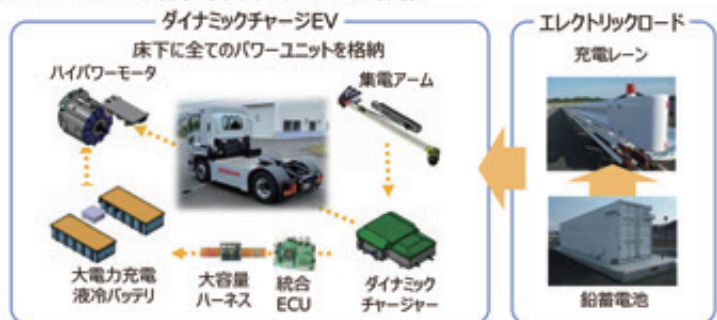 ダイナミックチャージEV
床下に全てのパワーユニットを格納
ハイパワーモータ
集電アーム
大電力充電
液冷バッテリ
大容量
ハーネス
統合
ECU
ダイナミック
チャージャー
エレクトリックロード
充電レーン
鉛蓄電池